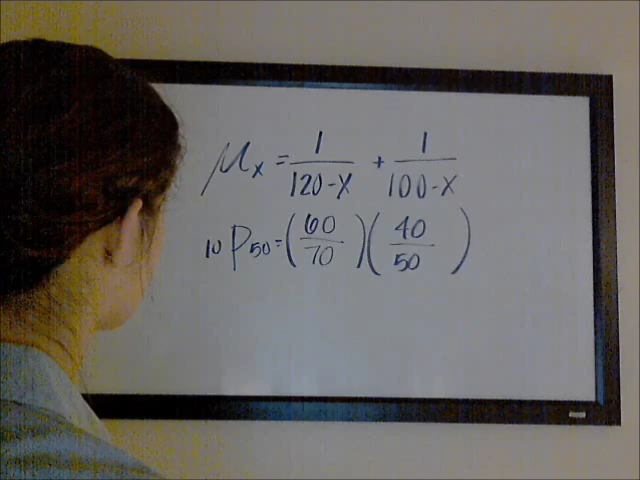 μx = 1/(120-x) + 1/(100-x)
10P50 = (60/70)(40/50)